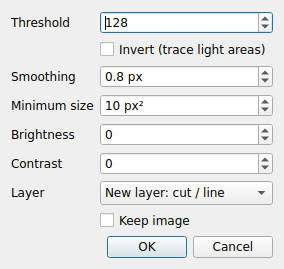 Threshold 128
Invert (trace light areas)
Smoothing 0.8 px
Minimum size 10 px²
Brightness 0
Contrast 0
Layer New layer: cut / line
Keep image
OK Cancel